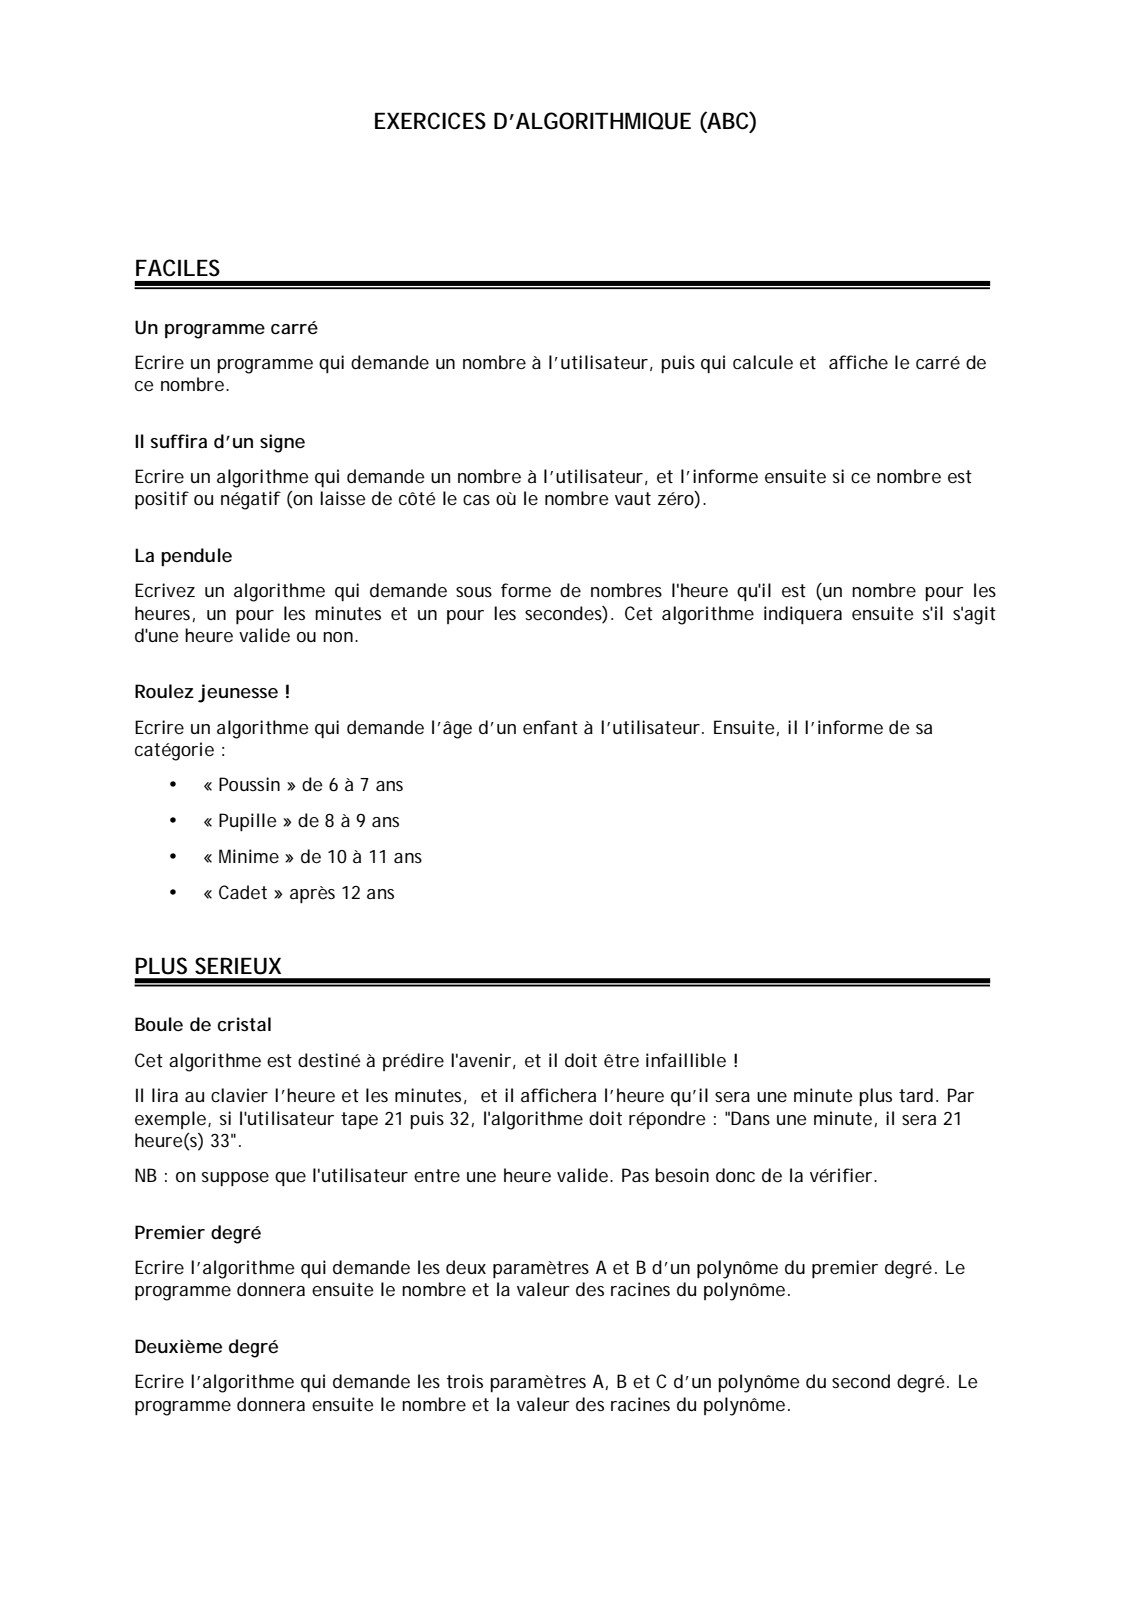 EXERCICES D’ALGORITHMIQUE (ABC)
FACILES
Un programme carré
Ecrire un programme qui demande un nombre à l’utilisateur, puis qui calcule et  affiche le carré de
ce nombre.
Il suffira d’un signe
Ecrire un algorithme qui demande un nombre à l’utilisateur, et l’informe ensuite si ce nombre est
positif ou négatif (on laisse de côté le cas où le nombre vaut zéro).
La pendule
Ecrivez un algorithme qui demande sous forme de nombres l'heure qu'il est (un nombre pour les
heures, un pour les minutes et un pour les secondes). Cet algorithme indiquera ensuite s'il s'agit
d'une heure valide ou non.
Roulez jeunesse !
Ecrire un algorithme qui demande l’âge d’un enfant à l’utilisateur. Ensuite, il l’informe de sa
catégorie :
• « Poussin » de 6 à 7 ans
• « Pupille » de 8 à 9 ans
• « Minime » de 10 à 11 ans
• « Cadet » après 12 ans
PLUS SERIEUX
Boule de cristal
Cet algorithme est destiné à prédire l'avenir, et il doit être infaillible !
Il lira au clavier l’heure et les minutes,  et il affichera l’heure qu’il sera une minute plus tard. Par
exemple, si l'utilisateur tape 21 puis 32, l'algorithme doit répondre : "Dans une minute, il sera 21
heure(s) 33".
NB : on suppose que l'utilisateur entre une heure valide. Pas besoin donc de la vérifier.
Premier degré
Ecrire l’algorithme qui demande les deux paramètres A et B d’un polynôme du premier degré. Le
programme donnera ensuite le nombre et la valeur des racines du polynôme.
Deuxième degré
Ecrire l’algorithme qui demande les trois paramètres A, B et C d’un polynôme du second degré. Le
programme donnera ensuite le nombre et la valeur des racines du polynôme.